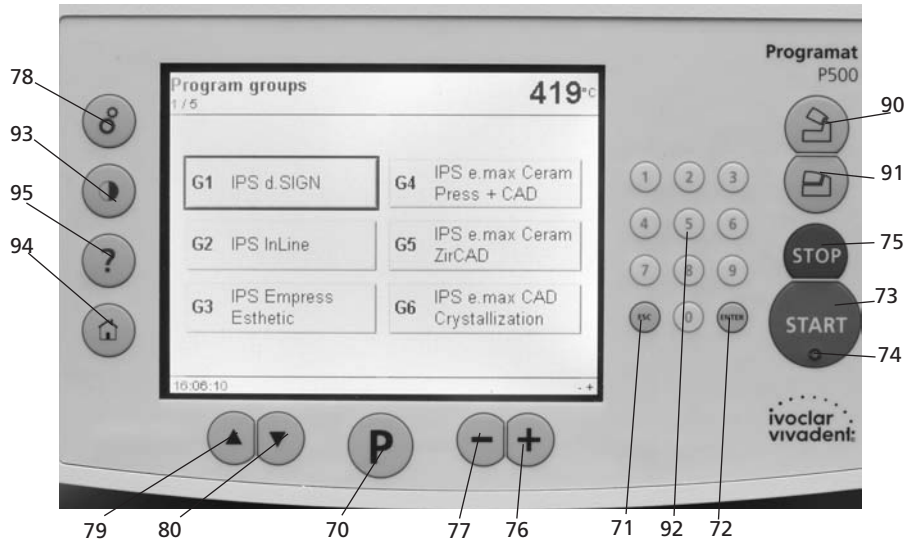 Programat
P500
78
93
95
94
Program groups
1 / 5
419°C
G1 IPS d.SIGN
G2 IPS InLine
G3 IPS Empress
Esthetic
G4 IPS e.max Ceram
Press + CAD
G5 IPS e.max Ceram
ZirCAD
G6 IPS e.max CAD
Crystallization
16:06:10
- +
?
1 2 3
4 5 6
7 8 9
ESC 0 ENTER
90
91
STOP
75
73
START
74
ivoclar
vivadent:
P
- +
79 80 70 77 76 71 92 72